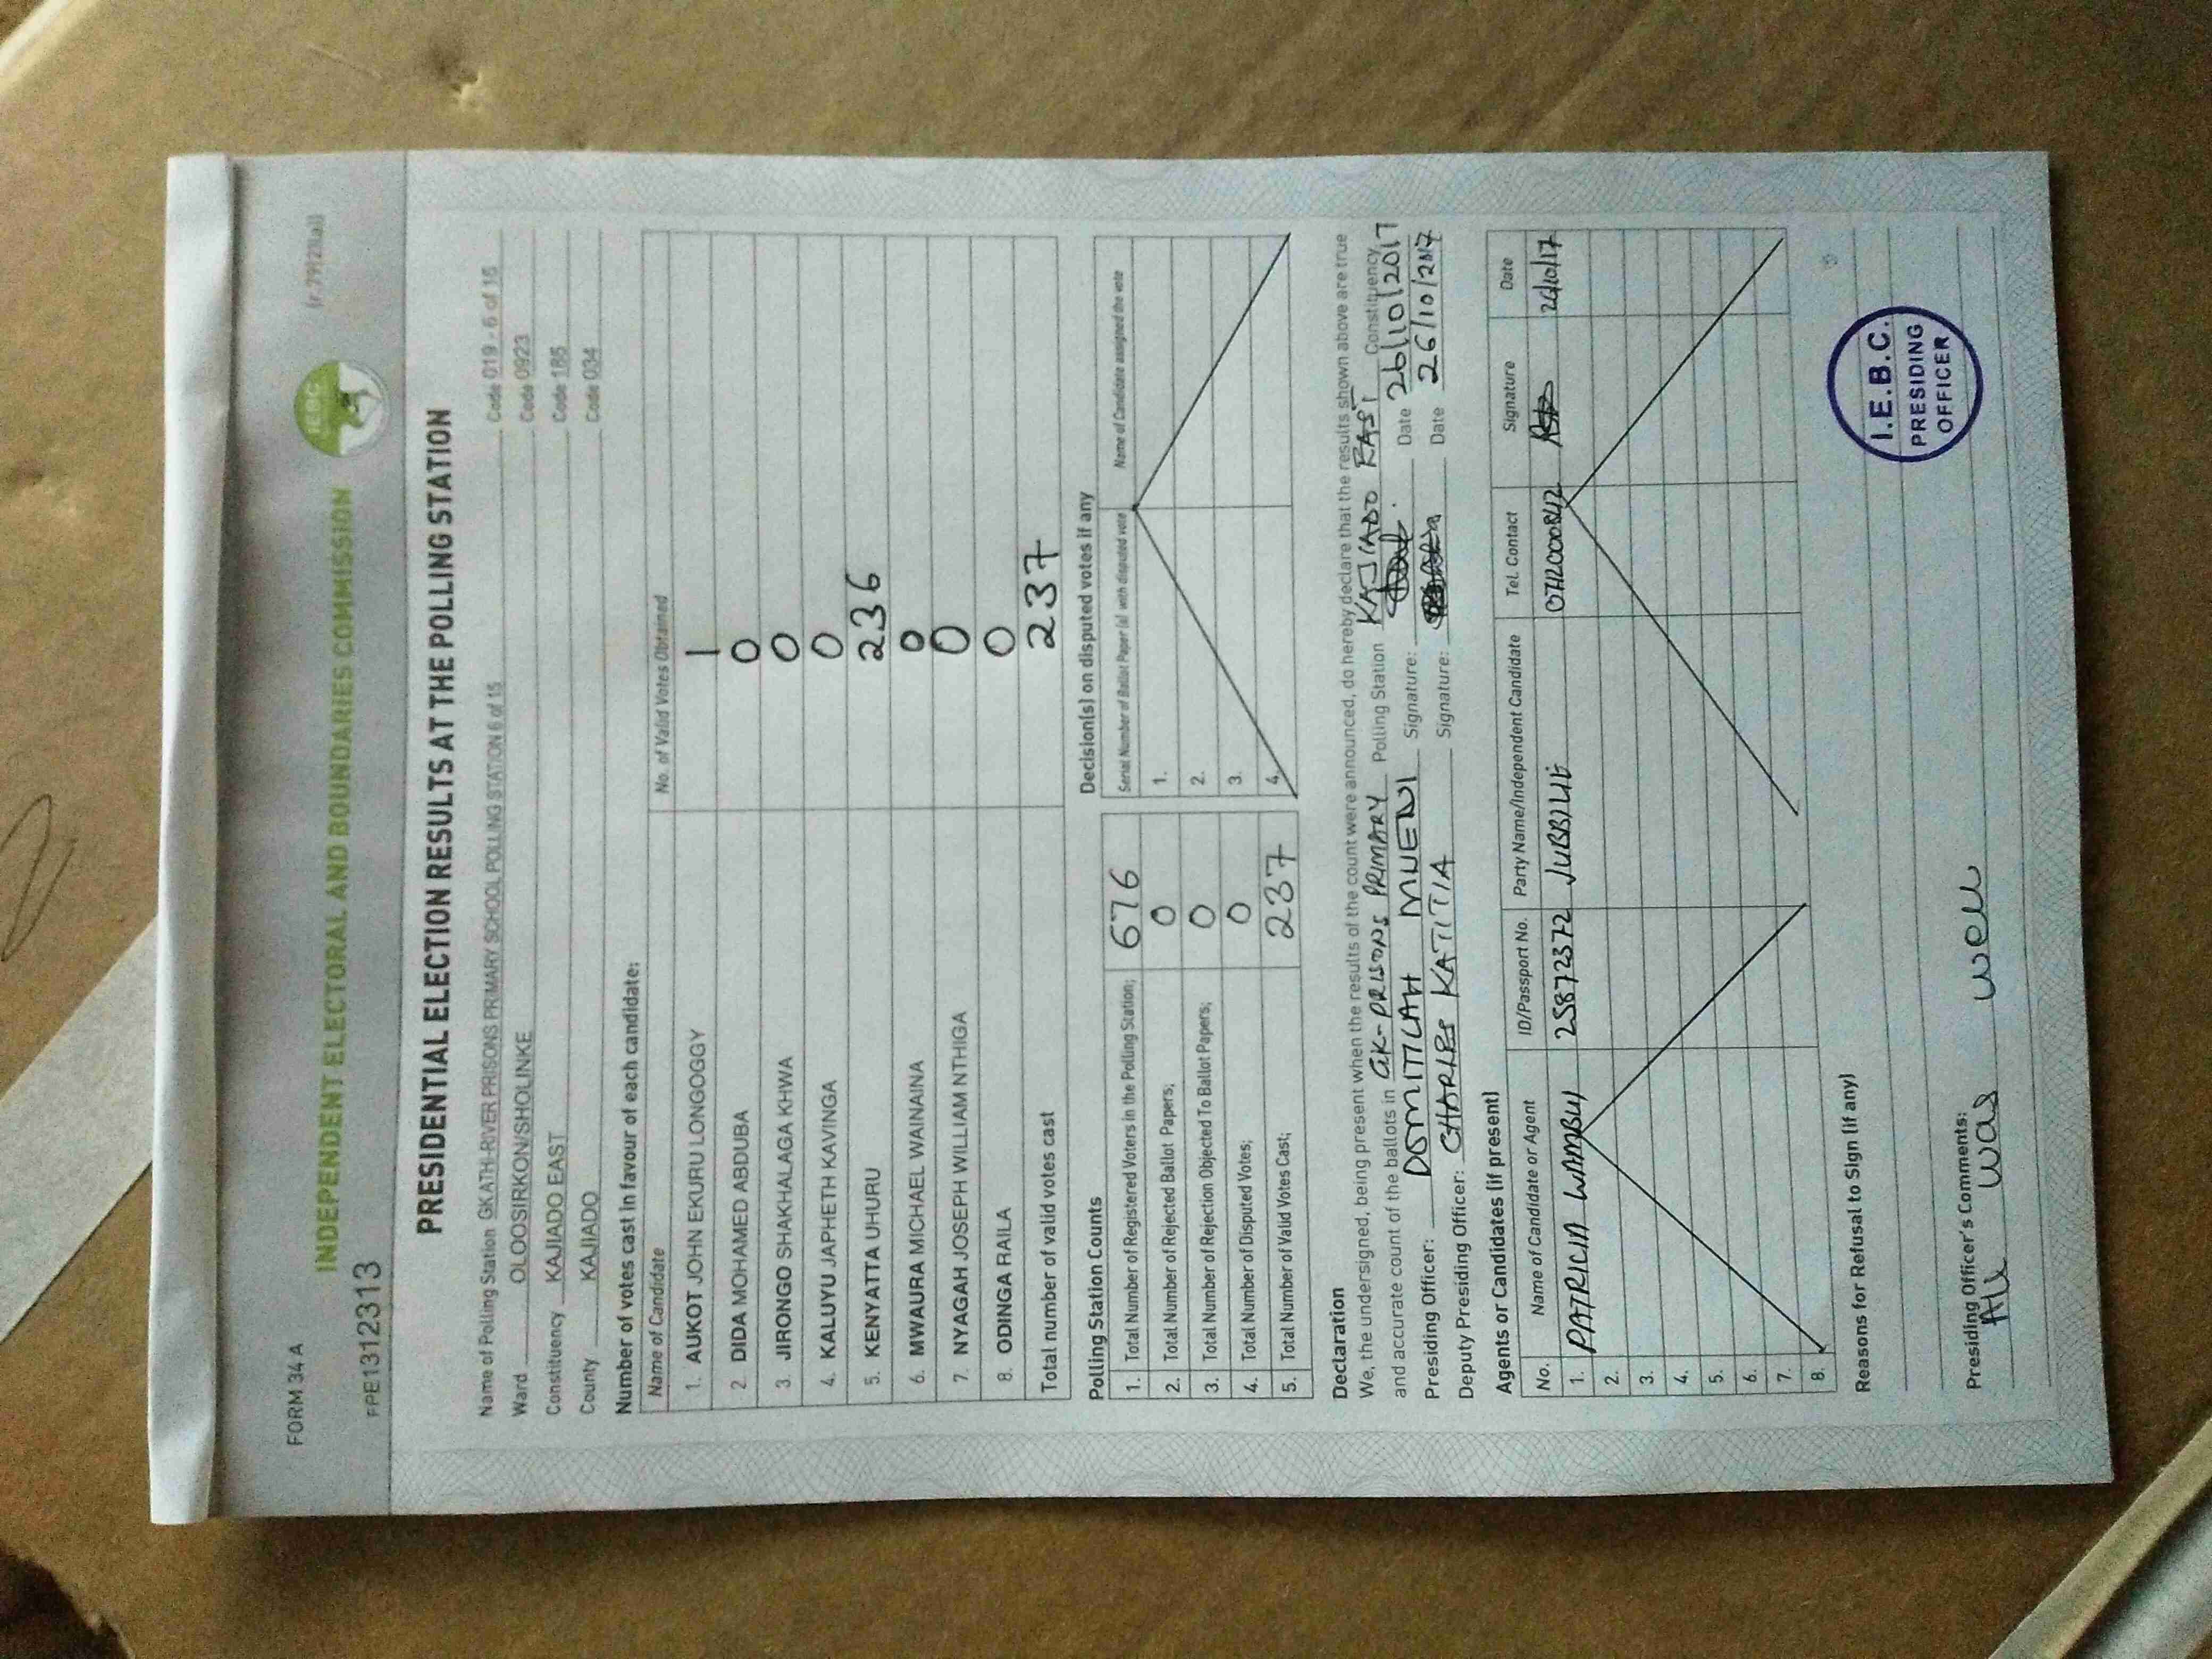 FORM 34 A
(r.79(2)(a))
INDEPENDENT ELECTORAL AND BOUNDARIES COMMISSION
IEBC
FPE1312313
PRESIDENTIAL ELECTION RESULTS AT THE POLLING STATION
Name of Polling Station GK ATHI-RIVER PRISONS PRIMARY SCHOOL POLLING STATION 6 of 15 Code 019 - 6 of 15
Ward OLOOSIRKON/SHOLINKE Code 0923
Constituency KAJIADO EAST Code 185
County KAJIADO Code 034
Number of votes cast in favour of each candidate:
Name of Candidate No. of Valid Votes Obtained
1. AUKOT JOHN EKURU LONGOGGY 1
2. DIDA MOHAMED ABDUBA 0
3. JIRONGO SHAKHALAGA KHWA 0
4. KALUYU JAPHETH KAVINGA 0
5. KENYATTA UHURU 236
6. MWAURA MICHAEL WAINAINA 0
7. NYAGAH JOSEPH WILLIAM NTHIGA 0
8. ODINGA RAILA 0
Total number of valid votes cast 237
Polling Station Counts
1. Total Number of Registered Voters in the Polling Station; 676
2. Total Number of Rejected Ballot Papers; 0
3. Total Number of Rejection Objected To Ballot Papers; 0
4. Total Number of Disputed Votes; 0
5. Total Number of Valid Votes Cast; 237
Decision(s) on disputed votes if any
Serial Number of Ballot Paper (s) with disputed vote Name of Candidate assigned the vote
1.
2.
3.
4.
Declaration
We, the undersigned, being present when the results of the count were announced, do hereby declare that the results shown above are true
and accurate count of the ballots in GK-PRISONS PRIMARY Polling Station KAJIADO EAST Constituency
Presiding Officer: DOMITILAH MUENI Signature: Date 26/10/2017
Deputy Presiding Officer: CHARLES KATITIA Signature: Date 26/10/2017
Agents or Candidates (if present)
No. Name of Candidate or Agent ID/Passport No. Party Name/Independent Candidate Tel. Contact Signature Date
1. PATRICIA WAMBUI 25872372 JUBBILLE 26/10/17
2.
3.
4.
5.
6.
7.
8.
Reasons for Refusal to Sign (if any)
I.E.B.C.
PRESIDING
OFFICER
Presiding Officer's Comments:
All was well